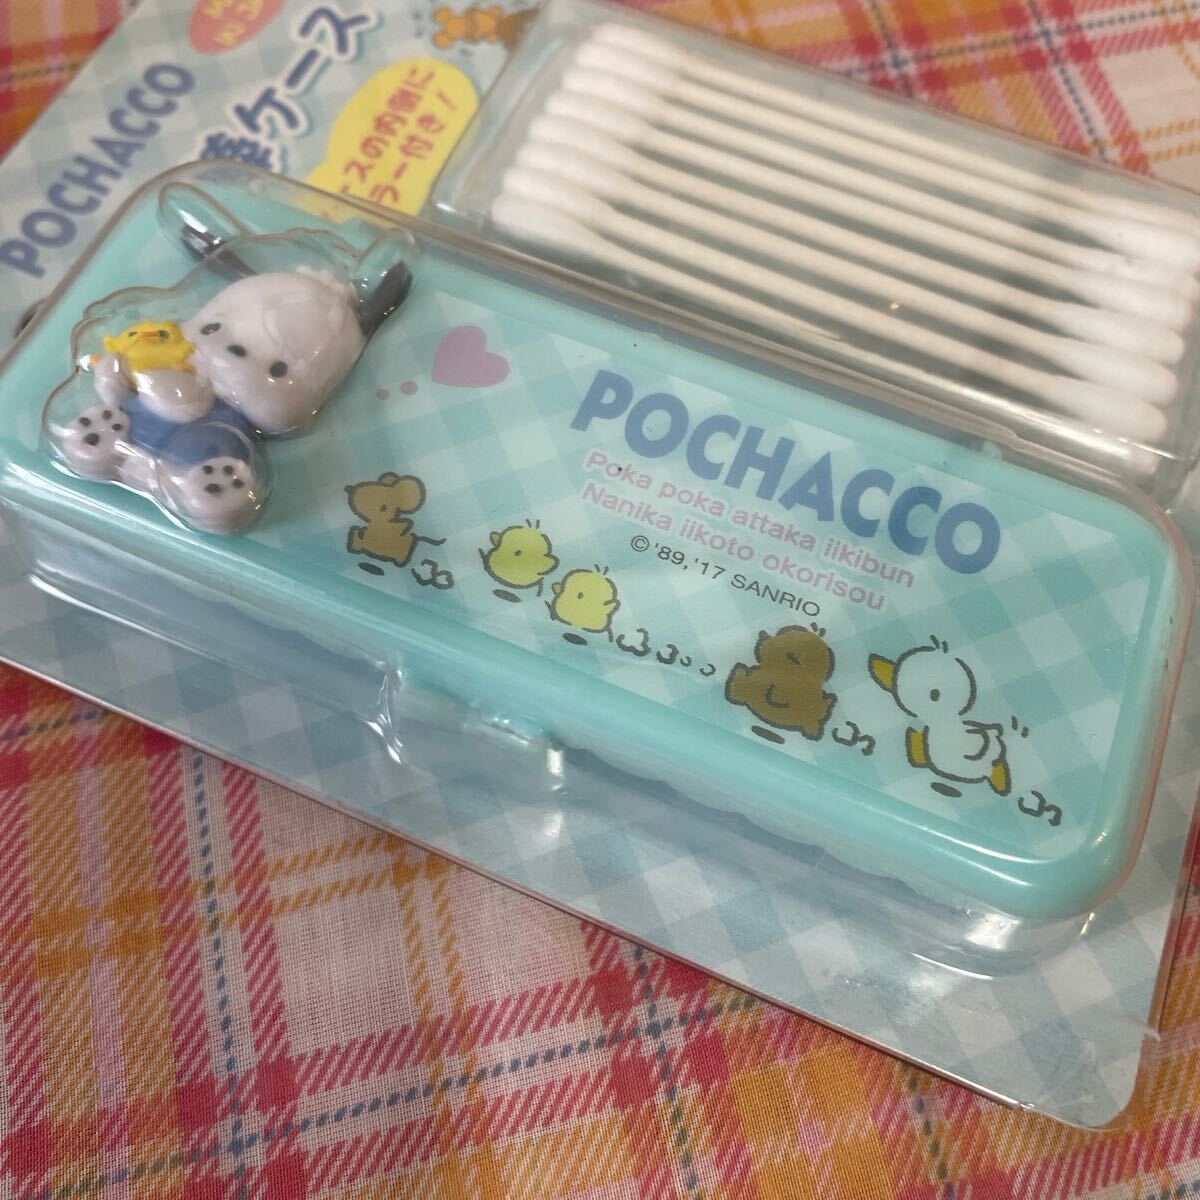 POCHACCO
ケース
スの内側に
ラー付き!
POCHACCO
Poka poka attaka iikibun
Nanika iikoto okorisou
© '89, '17 SANRIO